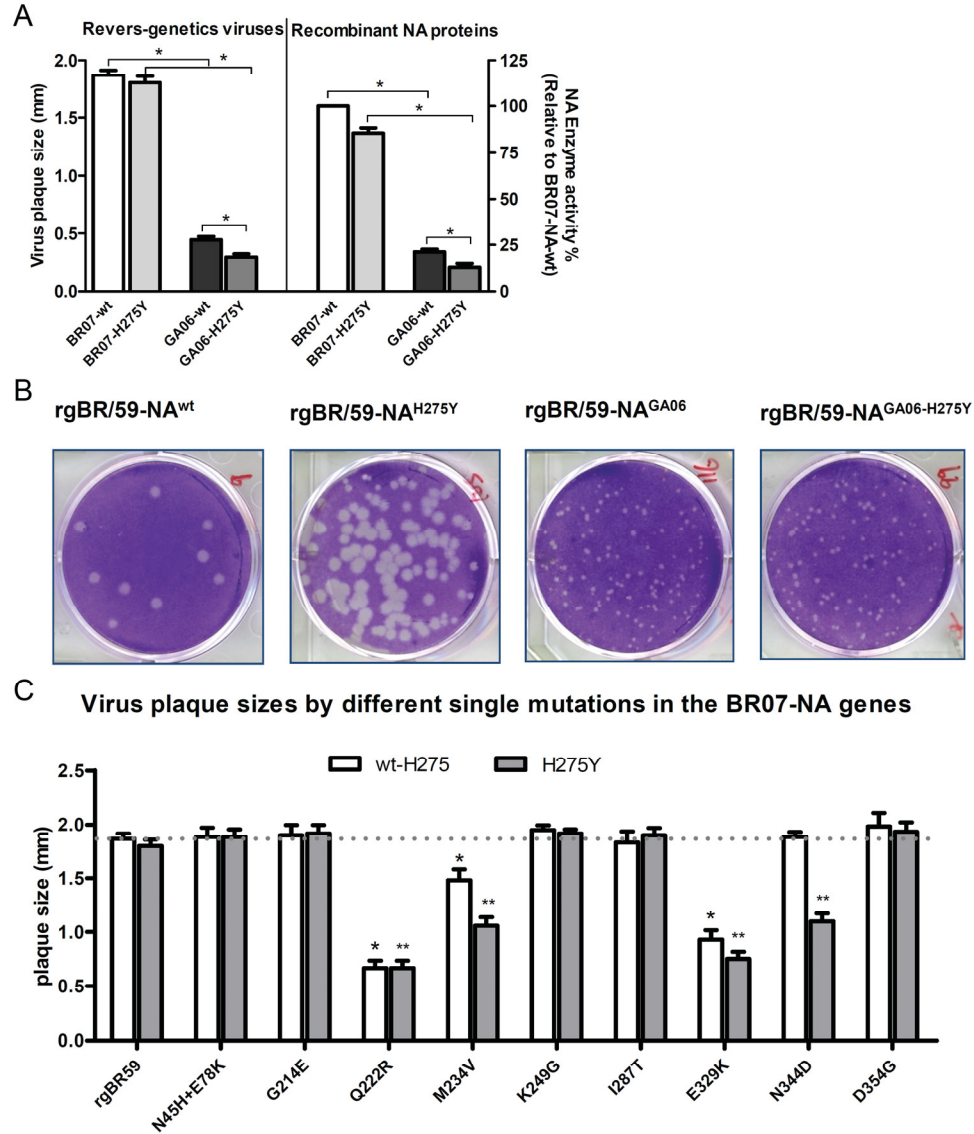 A
Revers-genetics viruses
Recombinant NA proteins
Virus plaque size (mm)
2.0
1.5
1.0
0.5
0.0
* *
*
*
*
*
125
100
75
50
25
0
NA Enzyme activity %
(Relative to BR07-NA-wt)
BR07-wt
BR07-H275Y
GA06-wt
GA06-H275Y
BR07-wt
BR07-H275Y
GA06-wt
GA06-H275Y
B
rgBR/59-NAwt
rgBR/59-NAH275Y
rgBR/59-NAGA06
rgBR/59-NAGA06-H275Y
C
Virus plaque sizes by different single mutations in the BR07-NA genes
wt-H275
H275Y
plaque size (mm)
2.5
2.0
1.5
1.0
0.5
0.0
*
**
*
**
*
**
**
rgBR59
N45H+E78K
G214E
Q222R
M234V
K249G
I287T
E329K
N344D
D354G